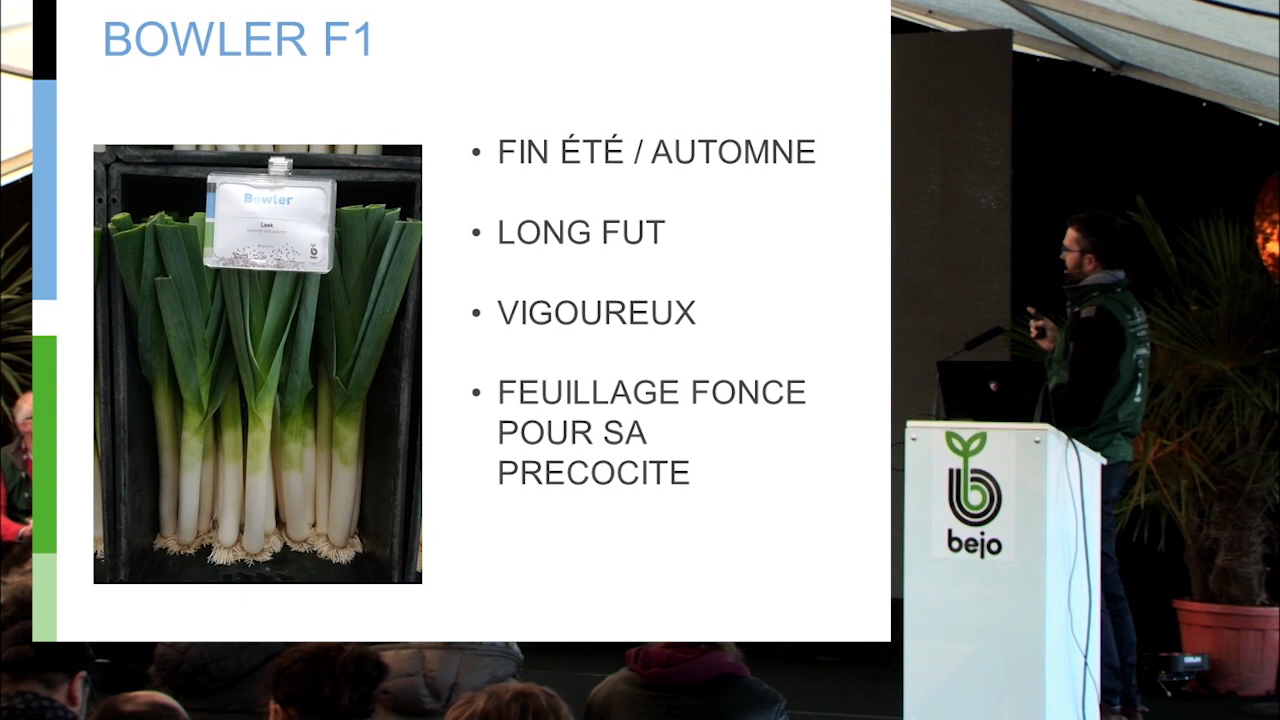 BOWLER F1
Bowler
Leek
• FIN ÉTÉ / AUTOMNE
• LONG FUT
• VIGOUREUX
• FEUILLAGE FONCE
POUR SA
PRECOCITE
bejo